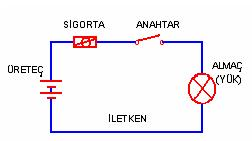 SİGORTA ANAHTAR
ÜRETEÇ
ALMAÇ
(YÜK)
İLETKEN